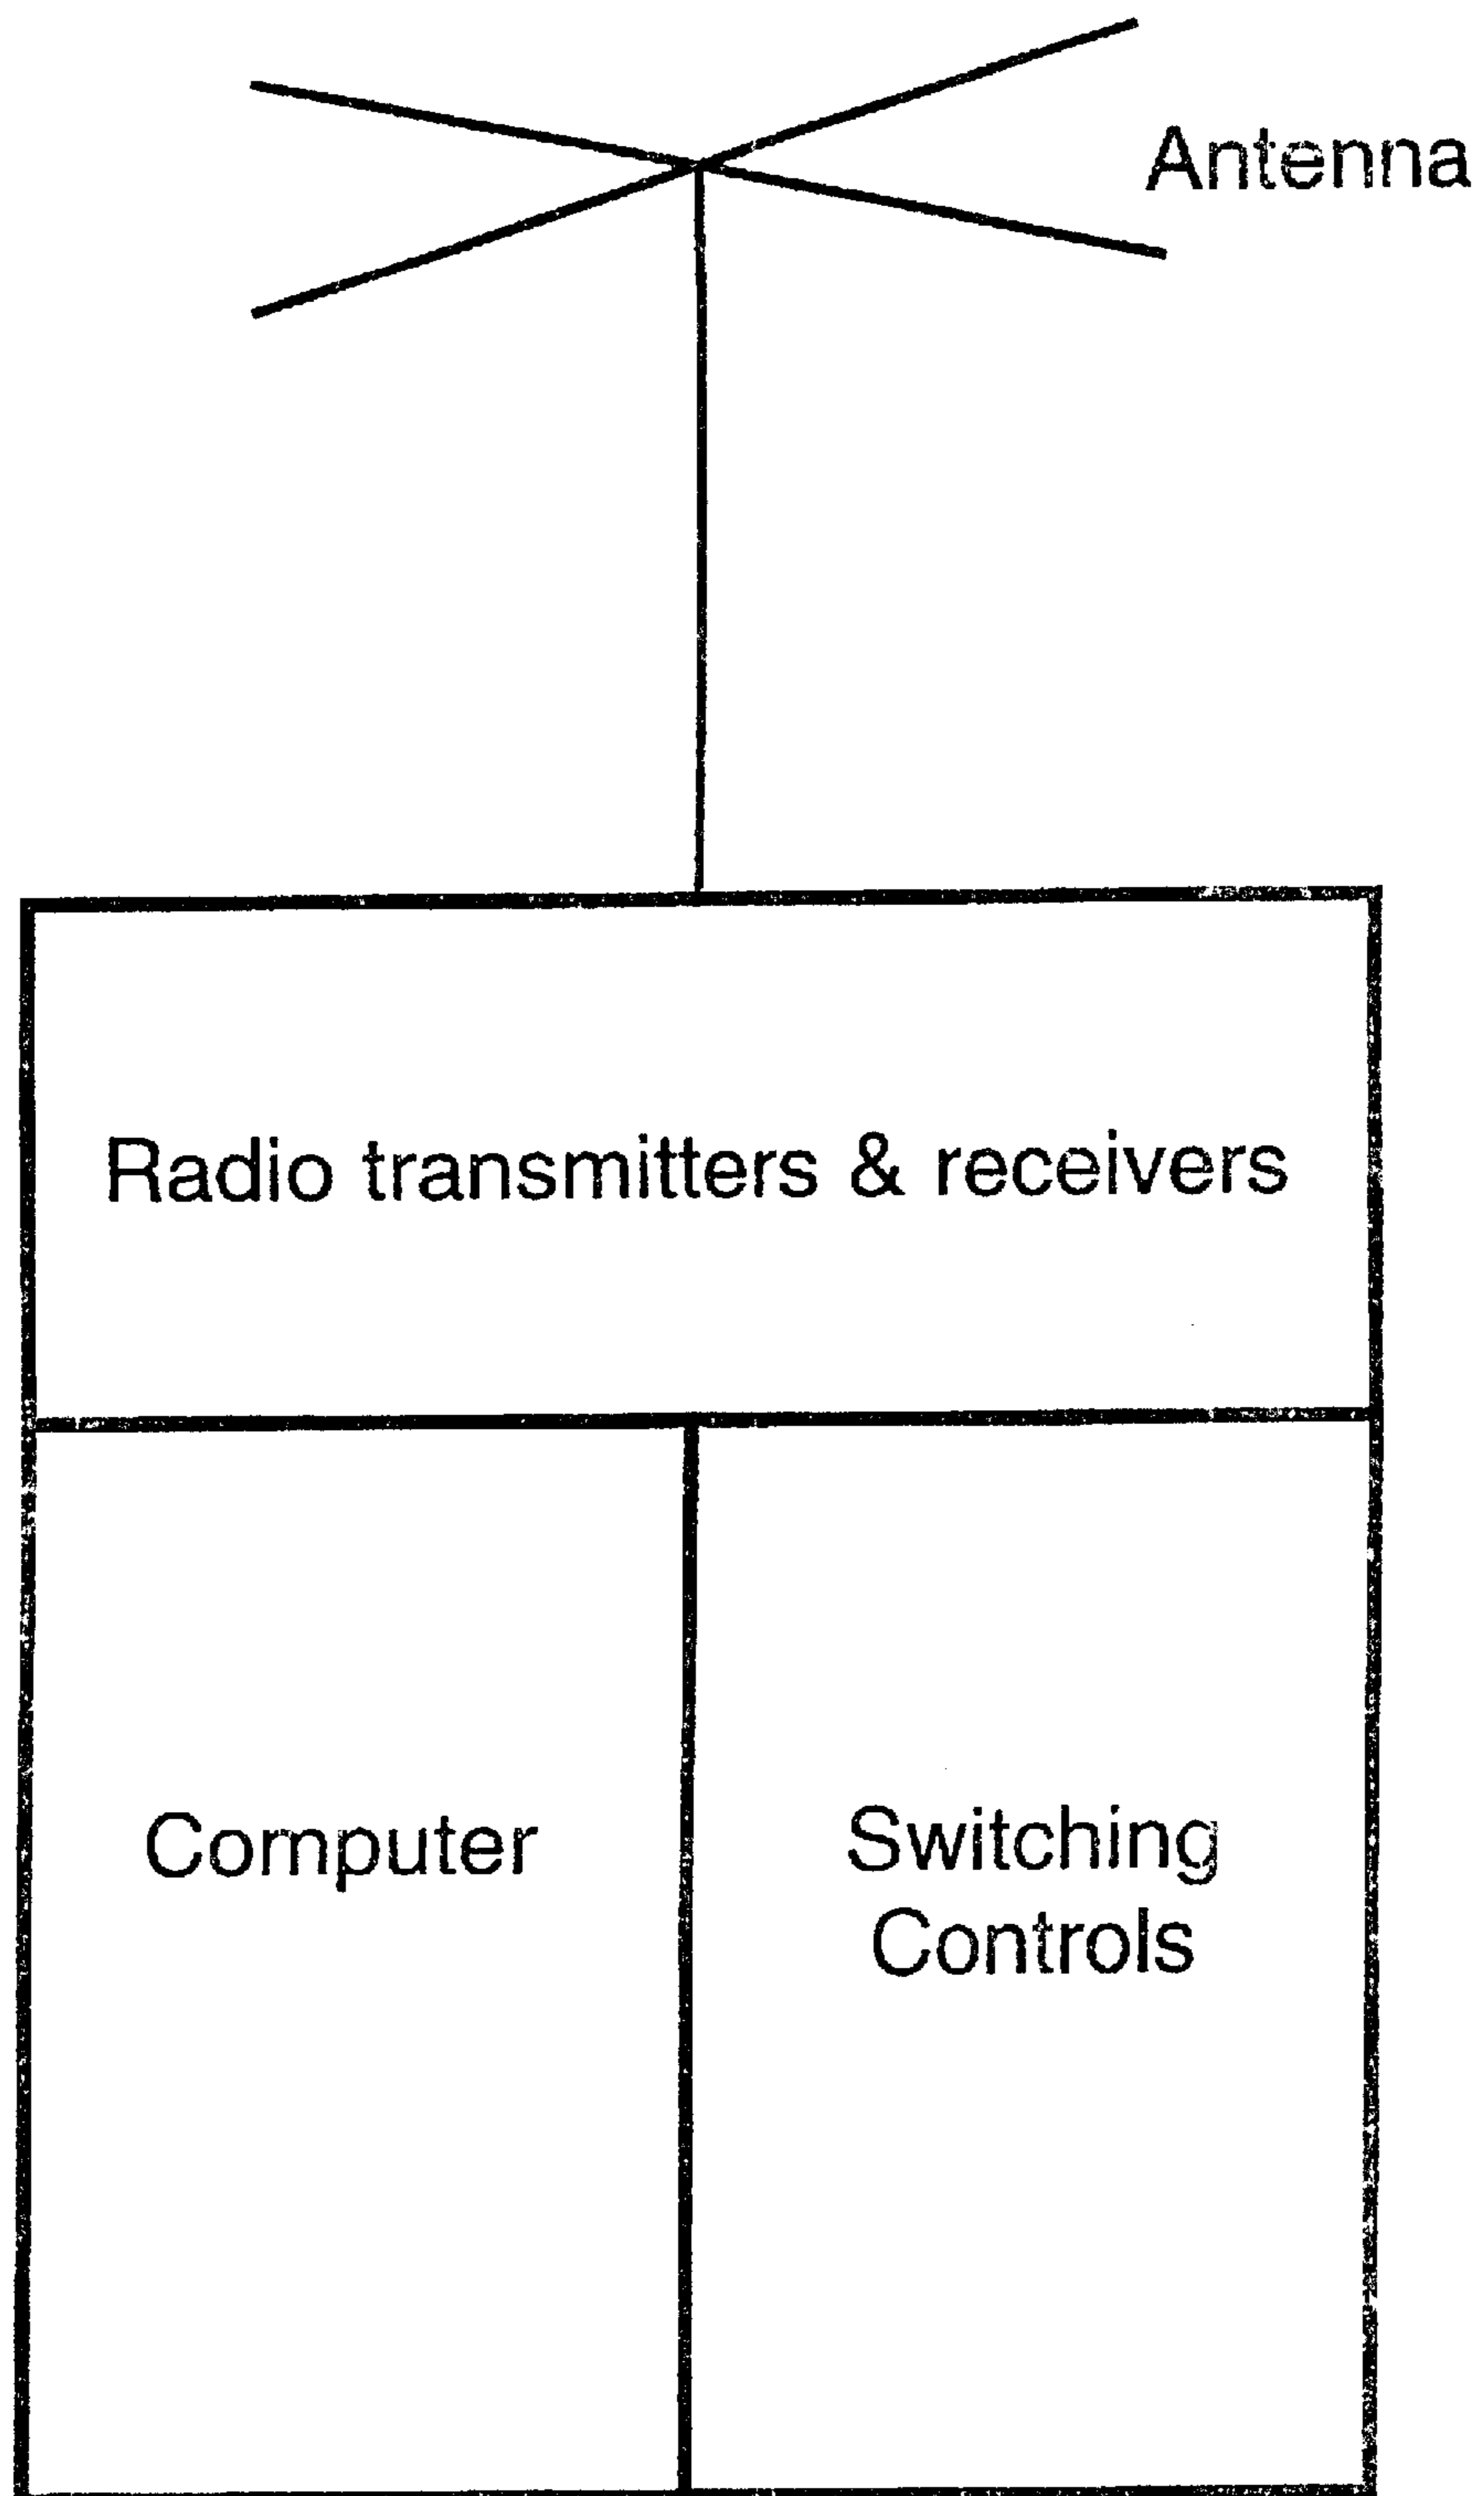 Antenna
Radio transmitters & receivers
Computer
Switching
Controls